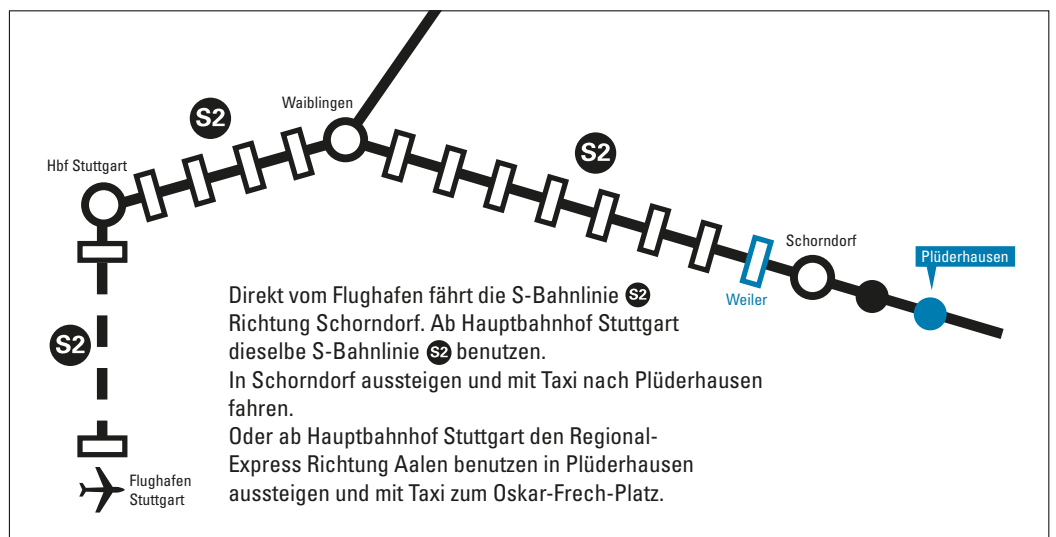 Waiblingen
S2
S2
Hbf Stuttgart
Schorndorf
Plüderhausen
Weiler
Direkt vom Flughafen fährt die S-Bahnlinie S2
Richtung Schorndorf. Ab Hauptbahnhof Stuttgart
dieselbe S-Bahnlinie S2 benutzen.
In Schorndorf aussteigen und mit Taxi nach Plüderhausen
fahren.
Oder ab Hauptbahnhof Stuttgart den Regional-
Express Richtung Aalen benutzen in Plüderhausen
aussteigen und mit Taxi zum Oskar-Frech-Platz.
S2
Flughafen
Stuttgart